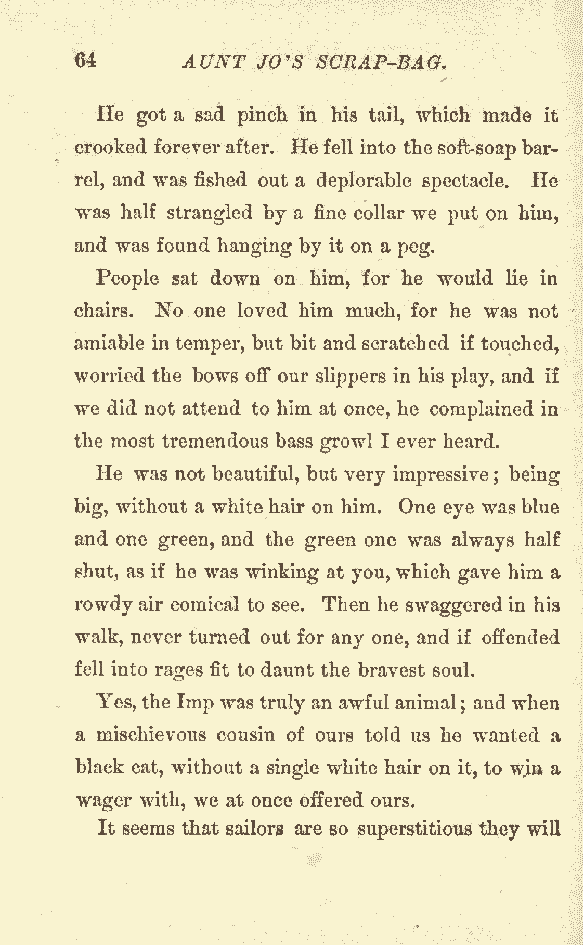 64 AUNT JO'S SCRAP-BAG.
He got a sad pinch in his tail, which made it
crooked forever after. He fell into the soft-soap bar-
rel, and was fished out a deplorable spectacle. He
was half strangled by a fine collar we put on him,
and was found hanging by it on a peg.
People sat down on him, for he would lie in
chairs. No one loved him much, for he was not
amiable in temper, but bit and scratched if touched,
worried the bows off our slippers in his play, and if
we did not attend to him at once, he complained in
the most tremendous bass growl I ever heard.
He was not beautiful, but very impressive; being
big, without a white hair on him. One eye was blue
and one green, and the green one was always half
shut, as if he was winking at you, which gave him a
rowdy air comical to see. Then he swaggered in his
walk, never turned out for any one, and if offended
fell into rages fit to daunt the bravest soul.
Yes, the Imp was truly an awful animal; and when
a mischievous cousin of ours told us he wanted a
black cat, without a single white hair on it, to win a
wager with, we at once offered ours.
It seems that sailors are so superstitious they will